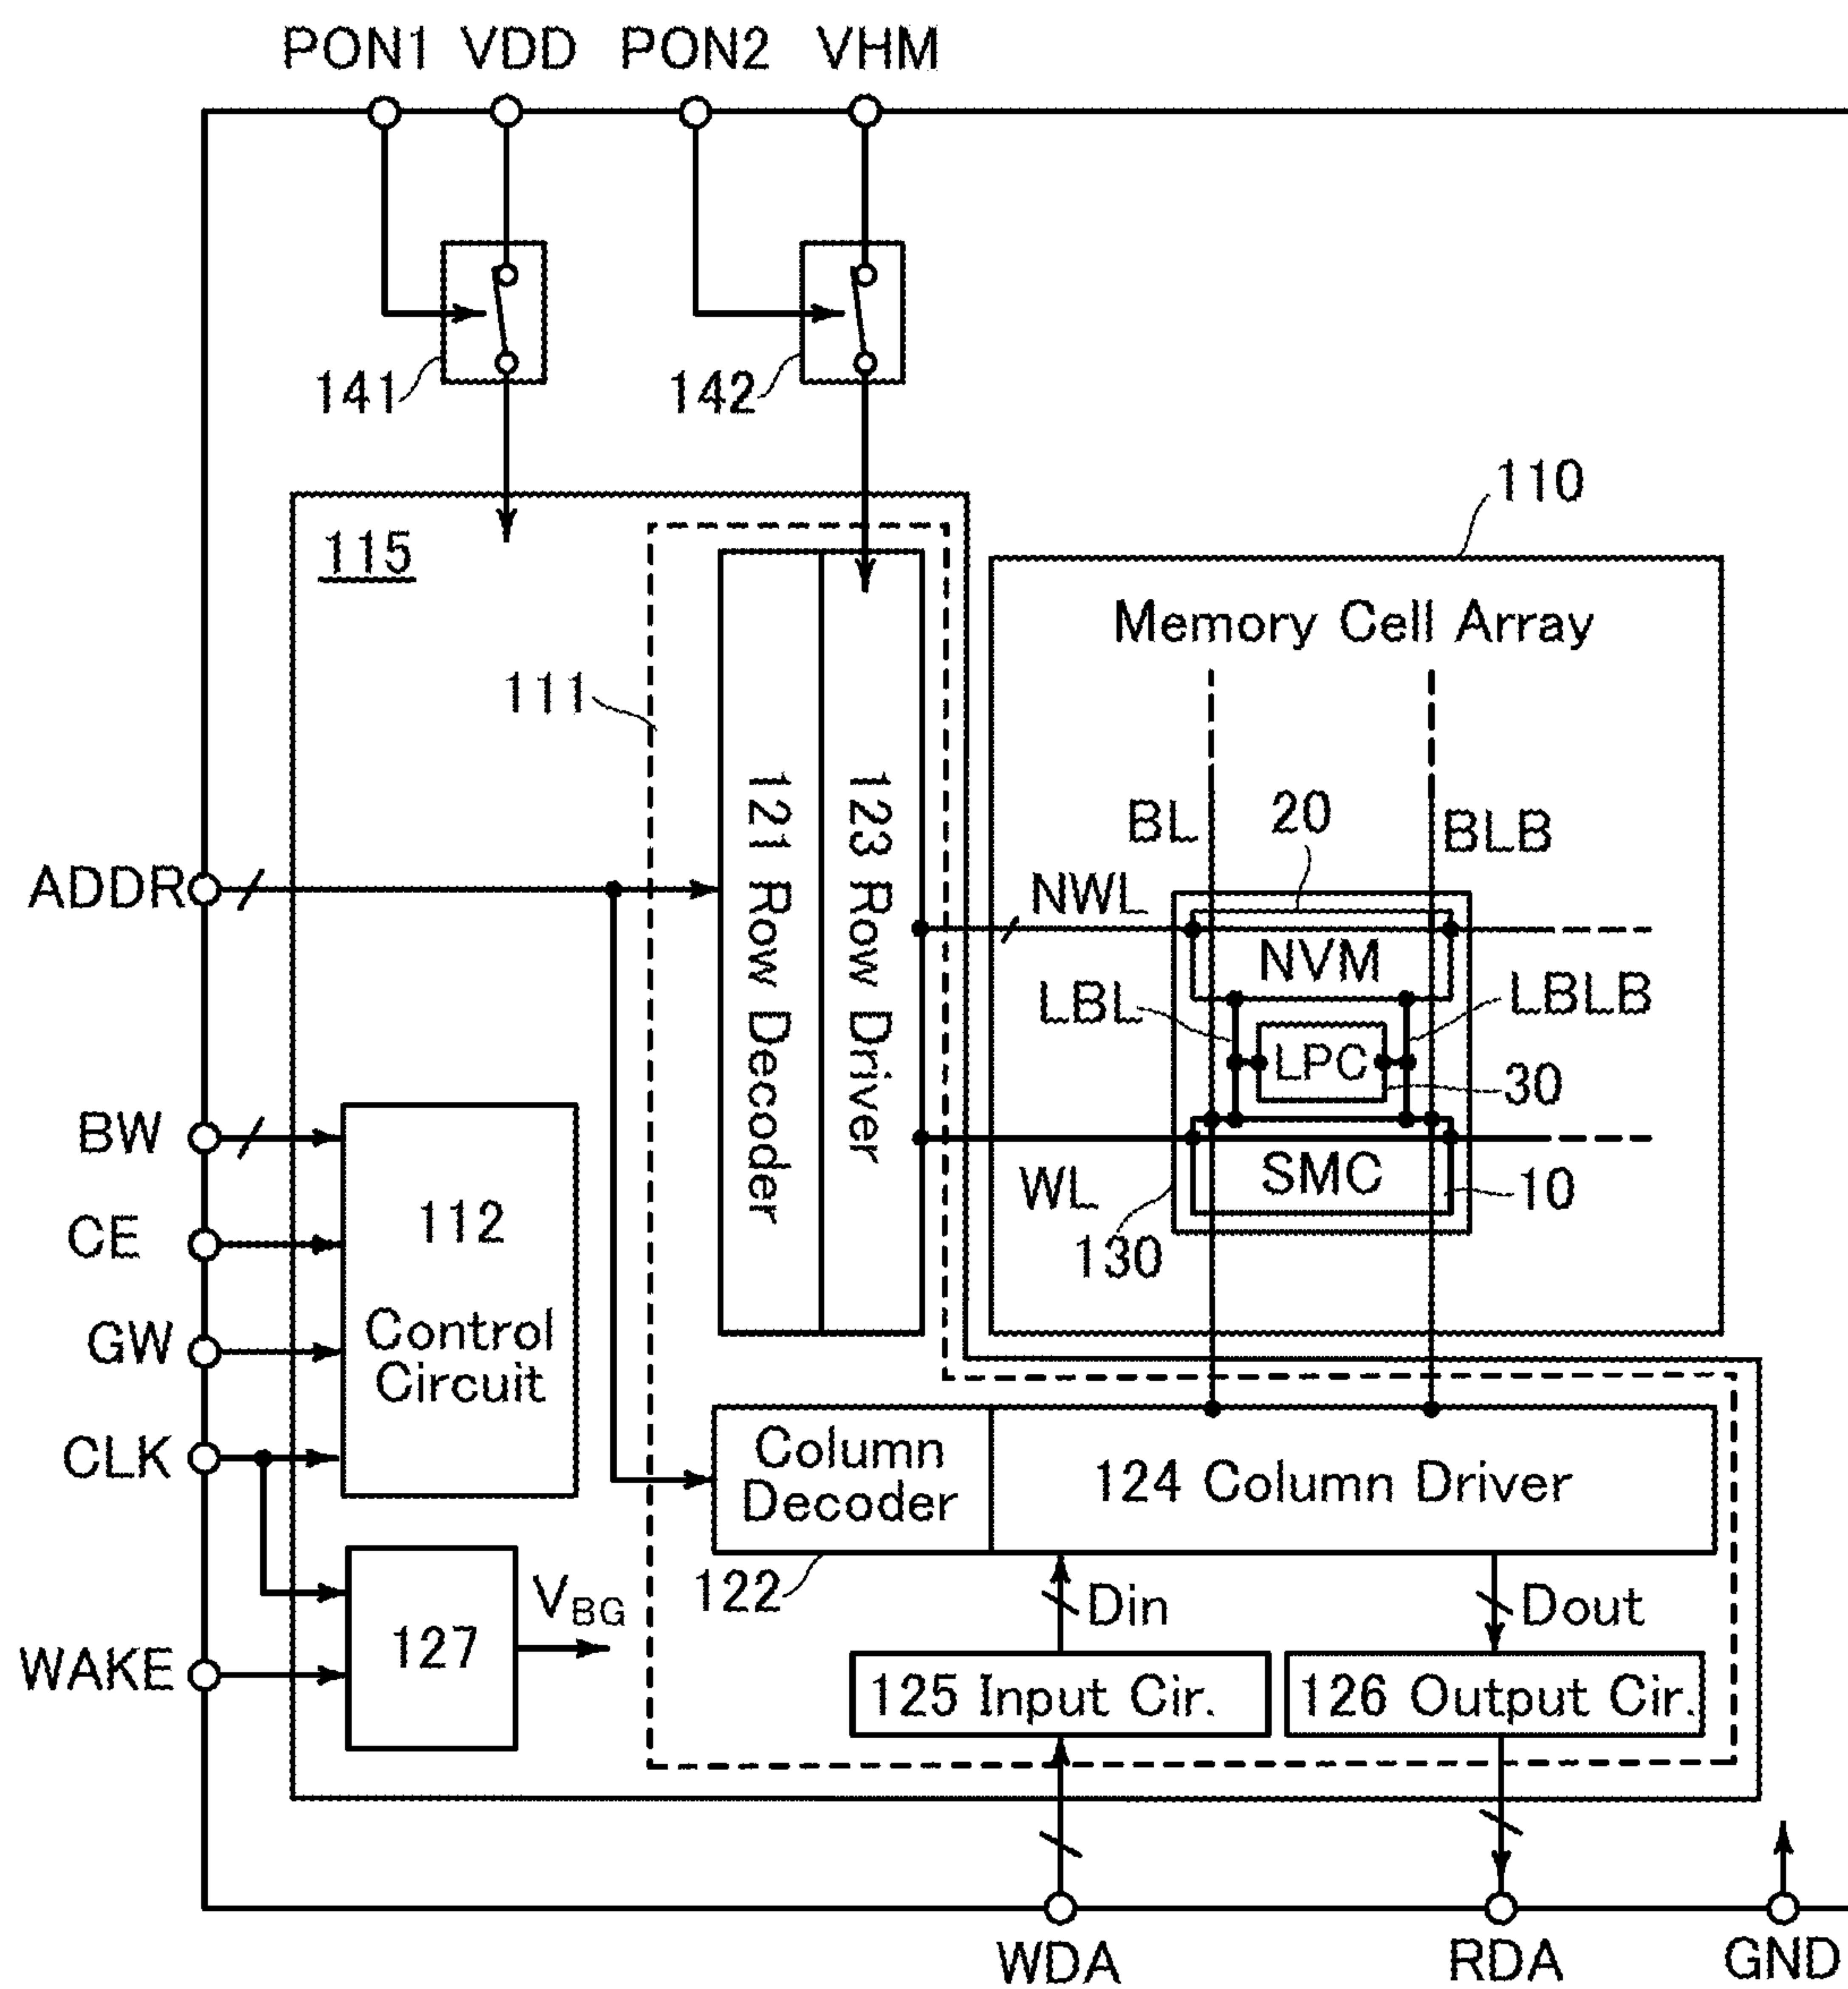 PON1 VDD PON2 VHM
141
142
110
115
Memory Cell Array
111
121 Row Decoder
123 Row Driver
BL
20
BLB
ADDR
NWL
NVM
LBL
LBLB
LPC
30
BW
WL
SMC
10
130
CE
112
Control
Circuit
GW
CLK
Column
Decoder
124 Column Driver
122
Din
Dout
VBG
127
WAKE
125 Input Cir.
126 Output Cir.
WDA
RDA
GND